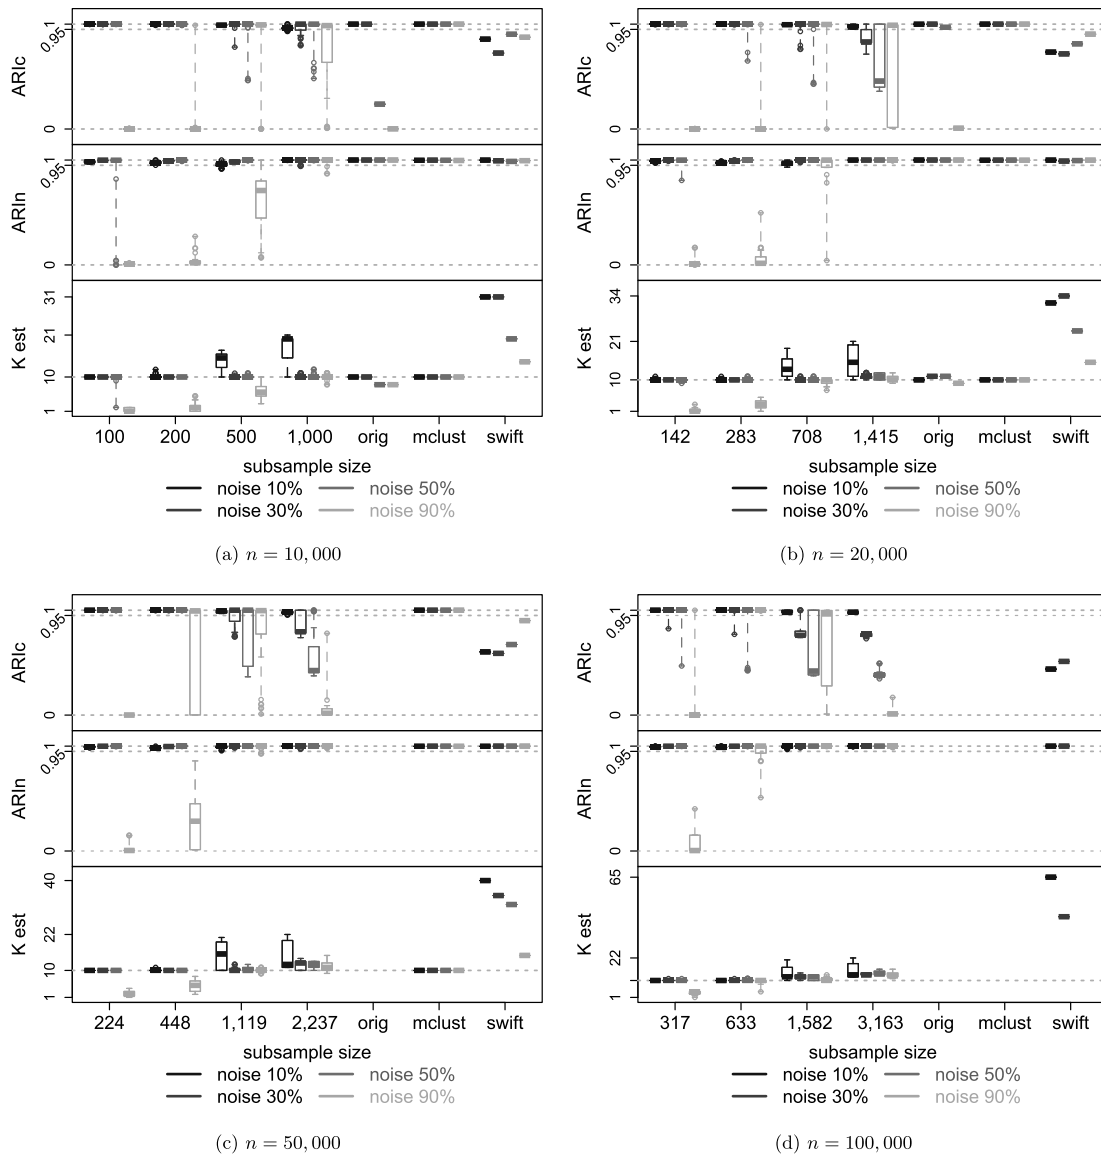 ARIc
1
0.95
0
ARIn
1
0.95
0
K est
31
21
10
1
100 200 500 1,000 orig mclust swift
subsample size
noise 10% noise 50%
noise 30% noise 90%
(a) n = 10,000
ARIc
1
0.95
0
ARIn
1
0.95
0
K est
34
21
10
1
142 283 708 1,415 orig mclust swift
subsample size
noise 10% noise 50%
noise 30% noise 90%
(b) n = 20,000
ARIc
1
0.95
0
ARIn
1
0.95
0
K est
40
22
10
1
224 448 1,119 2,237 orig mclust swift
subsample size
noise 10% noise 50%
noise 30% noise 90%
(c) n = 50,000
ARIc
1
0.95
0
ARIn
1
0.95
0
K est
65
22
1
317 633 1,582 3,163 orig mclust swift
subsample size
noise 10% noise 50%
noise 30% noise 90%
(d) n = 100,000